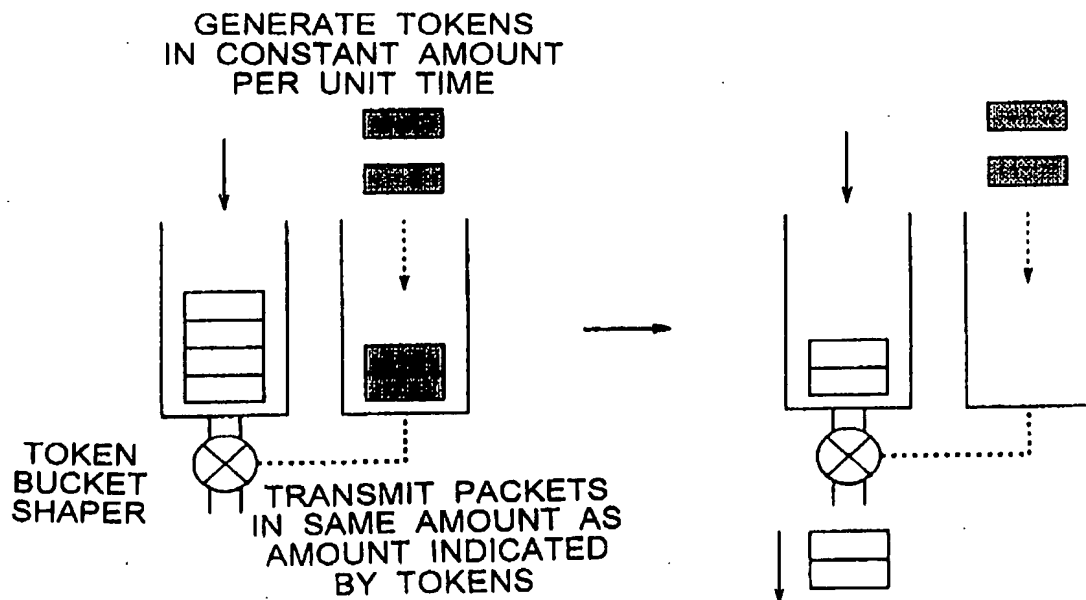 GENERATE TOKENS
IN CONSTANT AMOUNT
PER UNIT TIME
TOKEN
BUCKET
SHAPER
TRANSMIT PACKETS
IN SAME AMOUNT AS
AMOUNT INDICATED
BY TOKENS